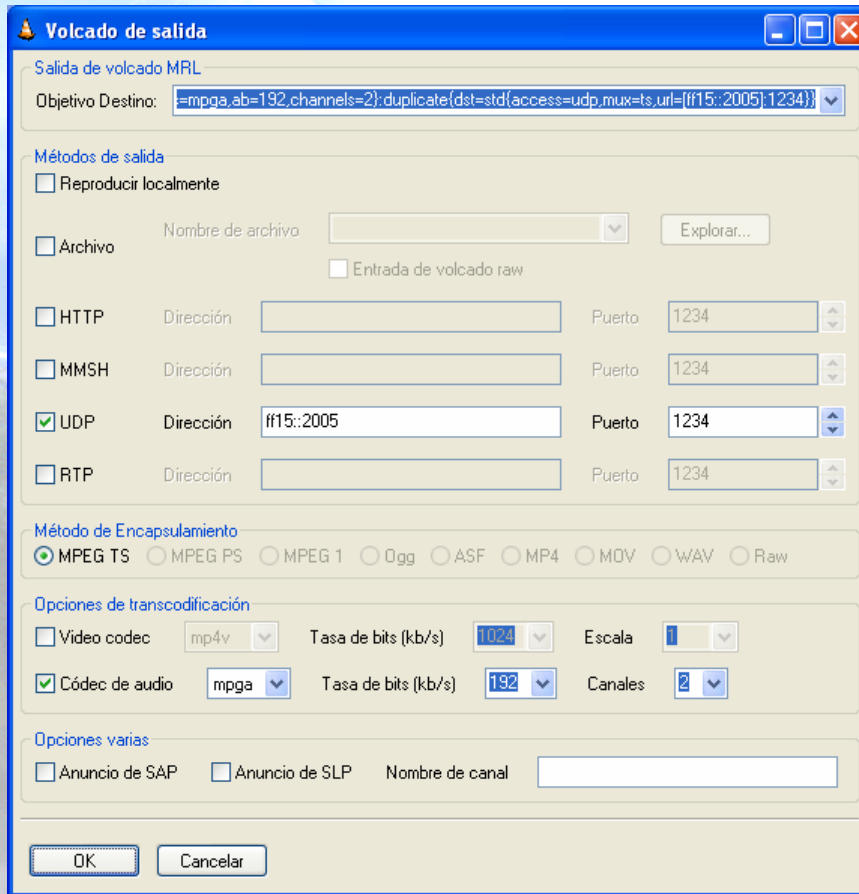 Volcado de salida
Salida de volcado MRL
Objetivo Destino: :=mpga,ab=192,channels=2}:duplicate{dst=std{access=udp,mux=ts,url=[ff15::2005]:1234}}
Métodos de salida
Reproducir localmente
Archivo Nombre de archivo Explorar...
Entrada de volcado raw
HTTP Dirección Puerto 1234
MMSH Dirección Puerto 1234
UDP Dirección ff15::2005 Puerto 1234
RTP Dirección Puerto 1234
Método de Encapsulamiento
MPEG TS MPEG PS MPEG 1 Ogg ASF MP4 MOV WAV Raw
Opciones de transcodificación
Video codec mp4v Tasa de bits (kb/s) 1024 Escala 1
Códec de audio mpga Tasa de bits (kb/s) 192 Canales 2
Opciones varias
Anuncio de SAP Anuncio de SLP Nombre de canal
OK Cancelar